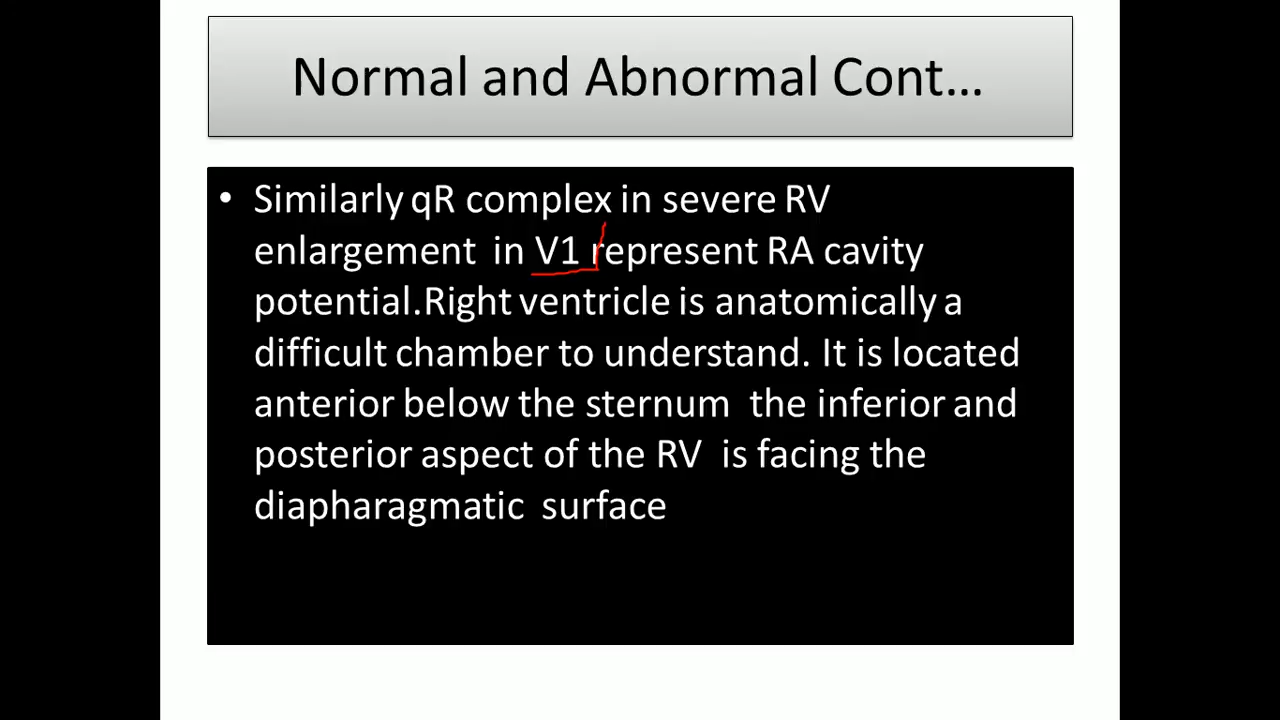 Normal and Abnormal Cont...
• Similarly qR complex in severe RV
enlargement in V1 represent RA cavity
potential.Right ventricle is anatomically a
difficult chamber to understand. It is located
anterior below the sternum the inferior and
posterior aspect of the RV is facing the
diapharagmatic surface